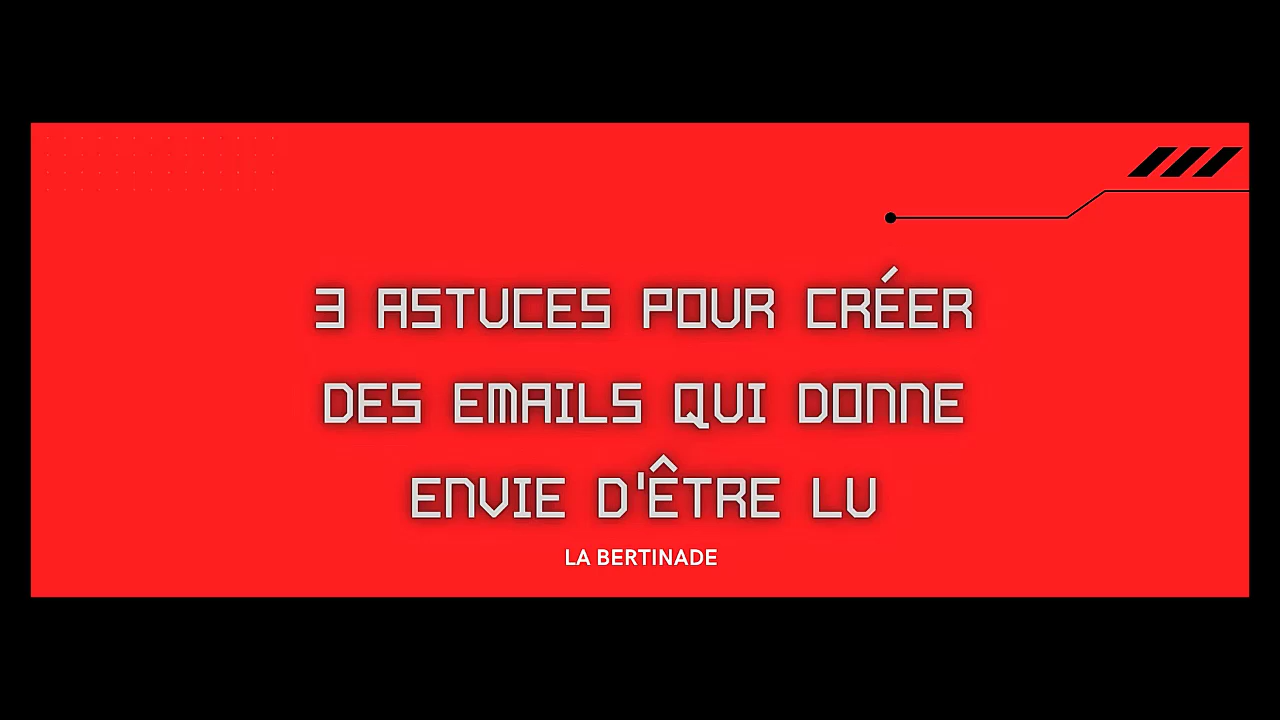 3 ASTUCES POUR CRÉER
DES EMAILS QUI DONNE
ENVIE D'ÊTRE LU
LA BERTINADE